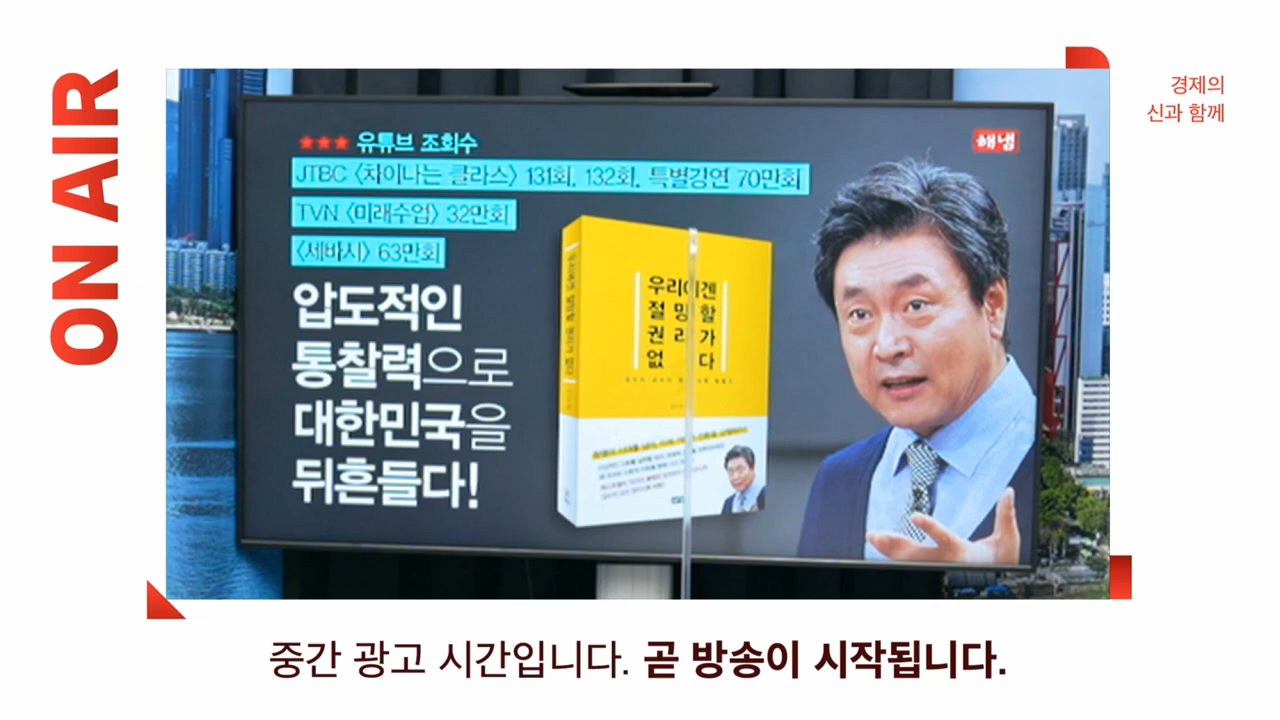 ON AIR
경제의
신과 함께
★★★ 유튜브 조회수
해냄
JTBC 〈차이나는 클라스〉 131회, 132회, 특별강연 70만회
TVN 〈미래수업〉 32만회
〈세바시〉 63만회
압도적인
통찰력으로
대한민국을
뒤흔들다!
우리에겐
절망할
권리가
없다
중간 광고 시간입니다. 곧 방송이 시작됩니다.